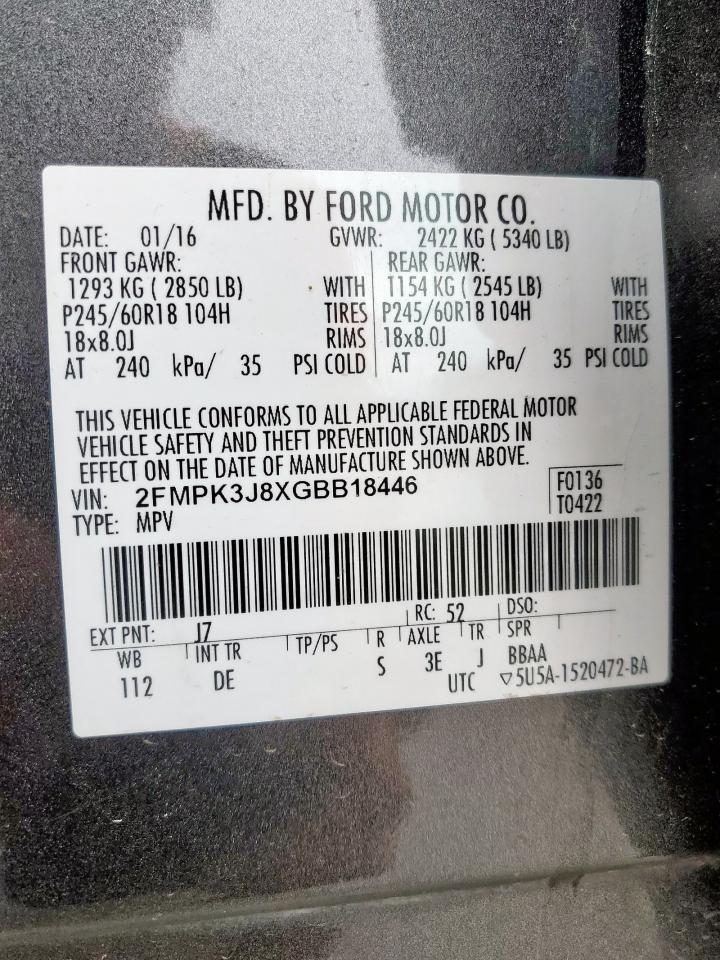 MFD. BY FORD MOTOR CO.
DATE: 01/16 GVWR: 2422 KG ( 5340 LB)
FRONT GAWR: REAR GAWR:
1293 KG ( 2850 LB) WITH 1154 KG ( 2545 LB) WITH
P245/60R18 104H TIRES P245/60R18 104H TIRES
18x8.0J RIMS 18x8.0J RIMS
AT 240 kPa/ 35 PSI COLD AT 240 kPa/ 35 PSI COLD
THIS VEHICLE CONFORMS TO ALL APPLICABLE FEDERAL MOTOR
VEHICLE SAFETY AND THEFT PREVENTION STANDARDS IN
EFFECT ON THE DATE OF MANUFACTURE SHOWN ABOVE.
VIN: 2FMPK3J8XGBB18446 F0136
TYPE: MPV T0422
EXT PNT: J7 RC: 52 DSO:
WB INT TR TP/PS R AXLE TR SPR
112 DE S 3E J BBAA
UTC ▽5U5A-1520472-BA